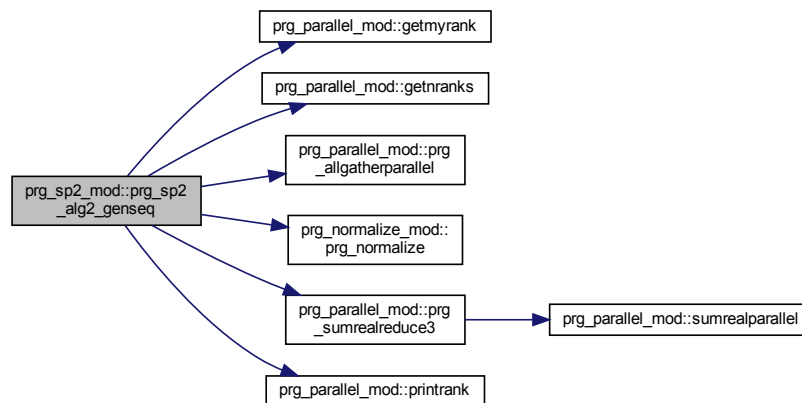 prg_parallel_mod::getmyrank
prg_parallel_mod::getnranks
prg_parallel_mod::prg
_allgatherparallel
prg_sp2_mod::prg_sp2
_alg2_genseq
prg_normalize_mod::
prg_normalize
prg_parallel_mod::prg
_sumrealreduce3
prg_parallel_mod::sumrealparallel
prg_parallel_mod::printrank